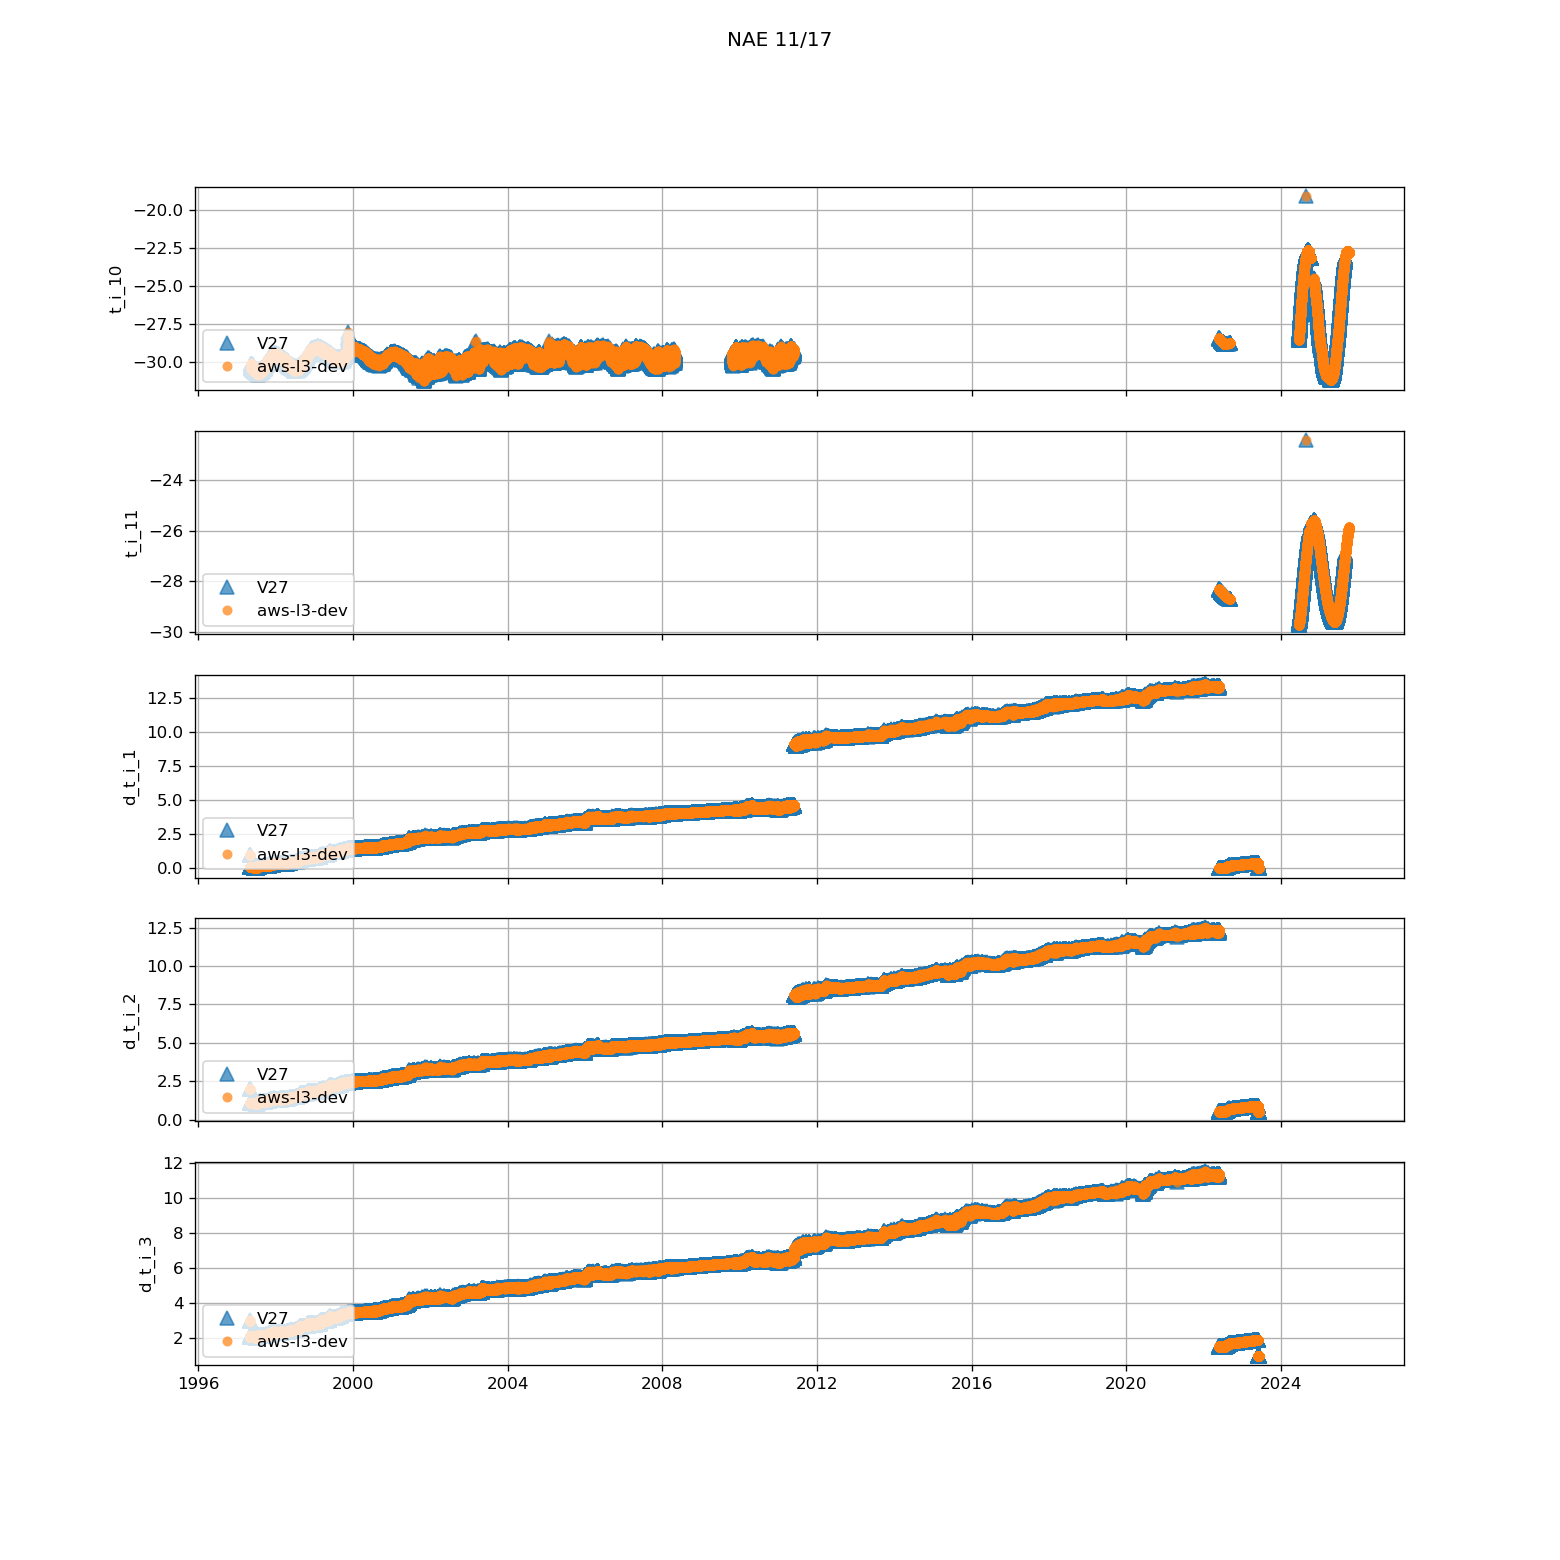 NAE 11/17
−20.0
−22.5
−25.0
−27.5
−30.0
t_i_10
V27
aws-l3-dev
−24
−26
−28
−30
t_i_11
V27
aws-l3-dev
12.5
10.0
7.5
5.0
2.5
0.0
d_t_i_1
V27
aws-l3-dev
12.5
10.0
7.5
5.0
2.5
0.0
d_t_i_2
V27
aws-l3-dev
12
10
8
6
4
2
d_t_i_3
V27
aws-l3-dev
1996 2000 2004 2008 2012 2016 2020 2024